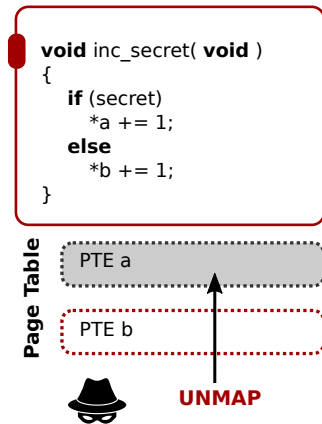 void inc_secret( void )
{
if (secret)
*a += 1;
else
*b += 1;
}
Page Table
PTE a
PTE b
UNMAP